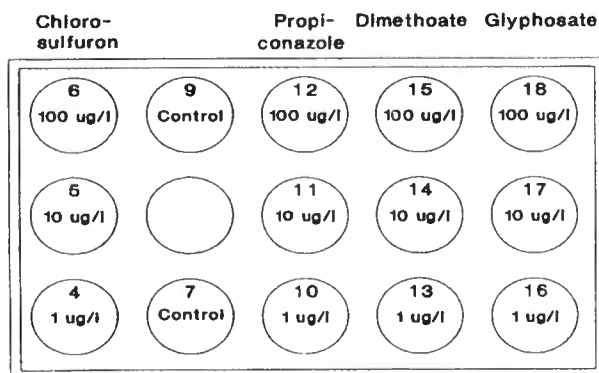 Chloro- Propi- Dimethoate Glyphosate
sulfuron conazole
6 9 12 15 18
100 ug/l Control 100 ug/l 100 ug/l 100 ug/l
5 11 14 17
10 ug/l 10 ug/l 10 ug/l 10 ug/l
4 7 10 13 16
1 ug/l Control 1 ug/l 1 ug/l 1 ug/l